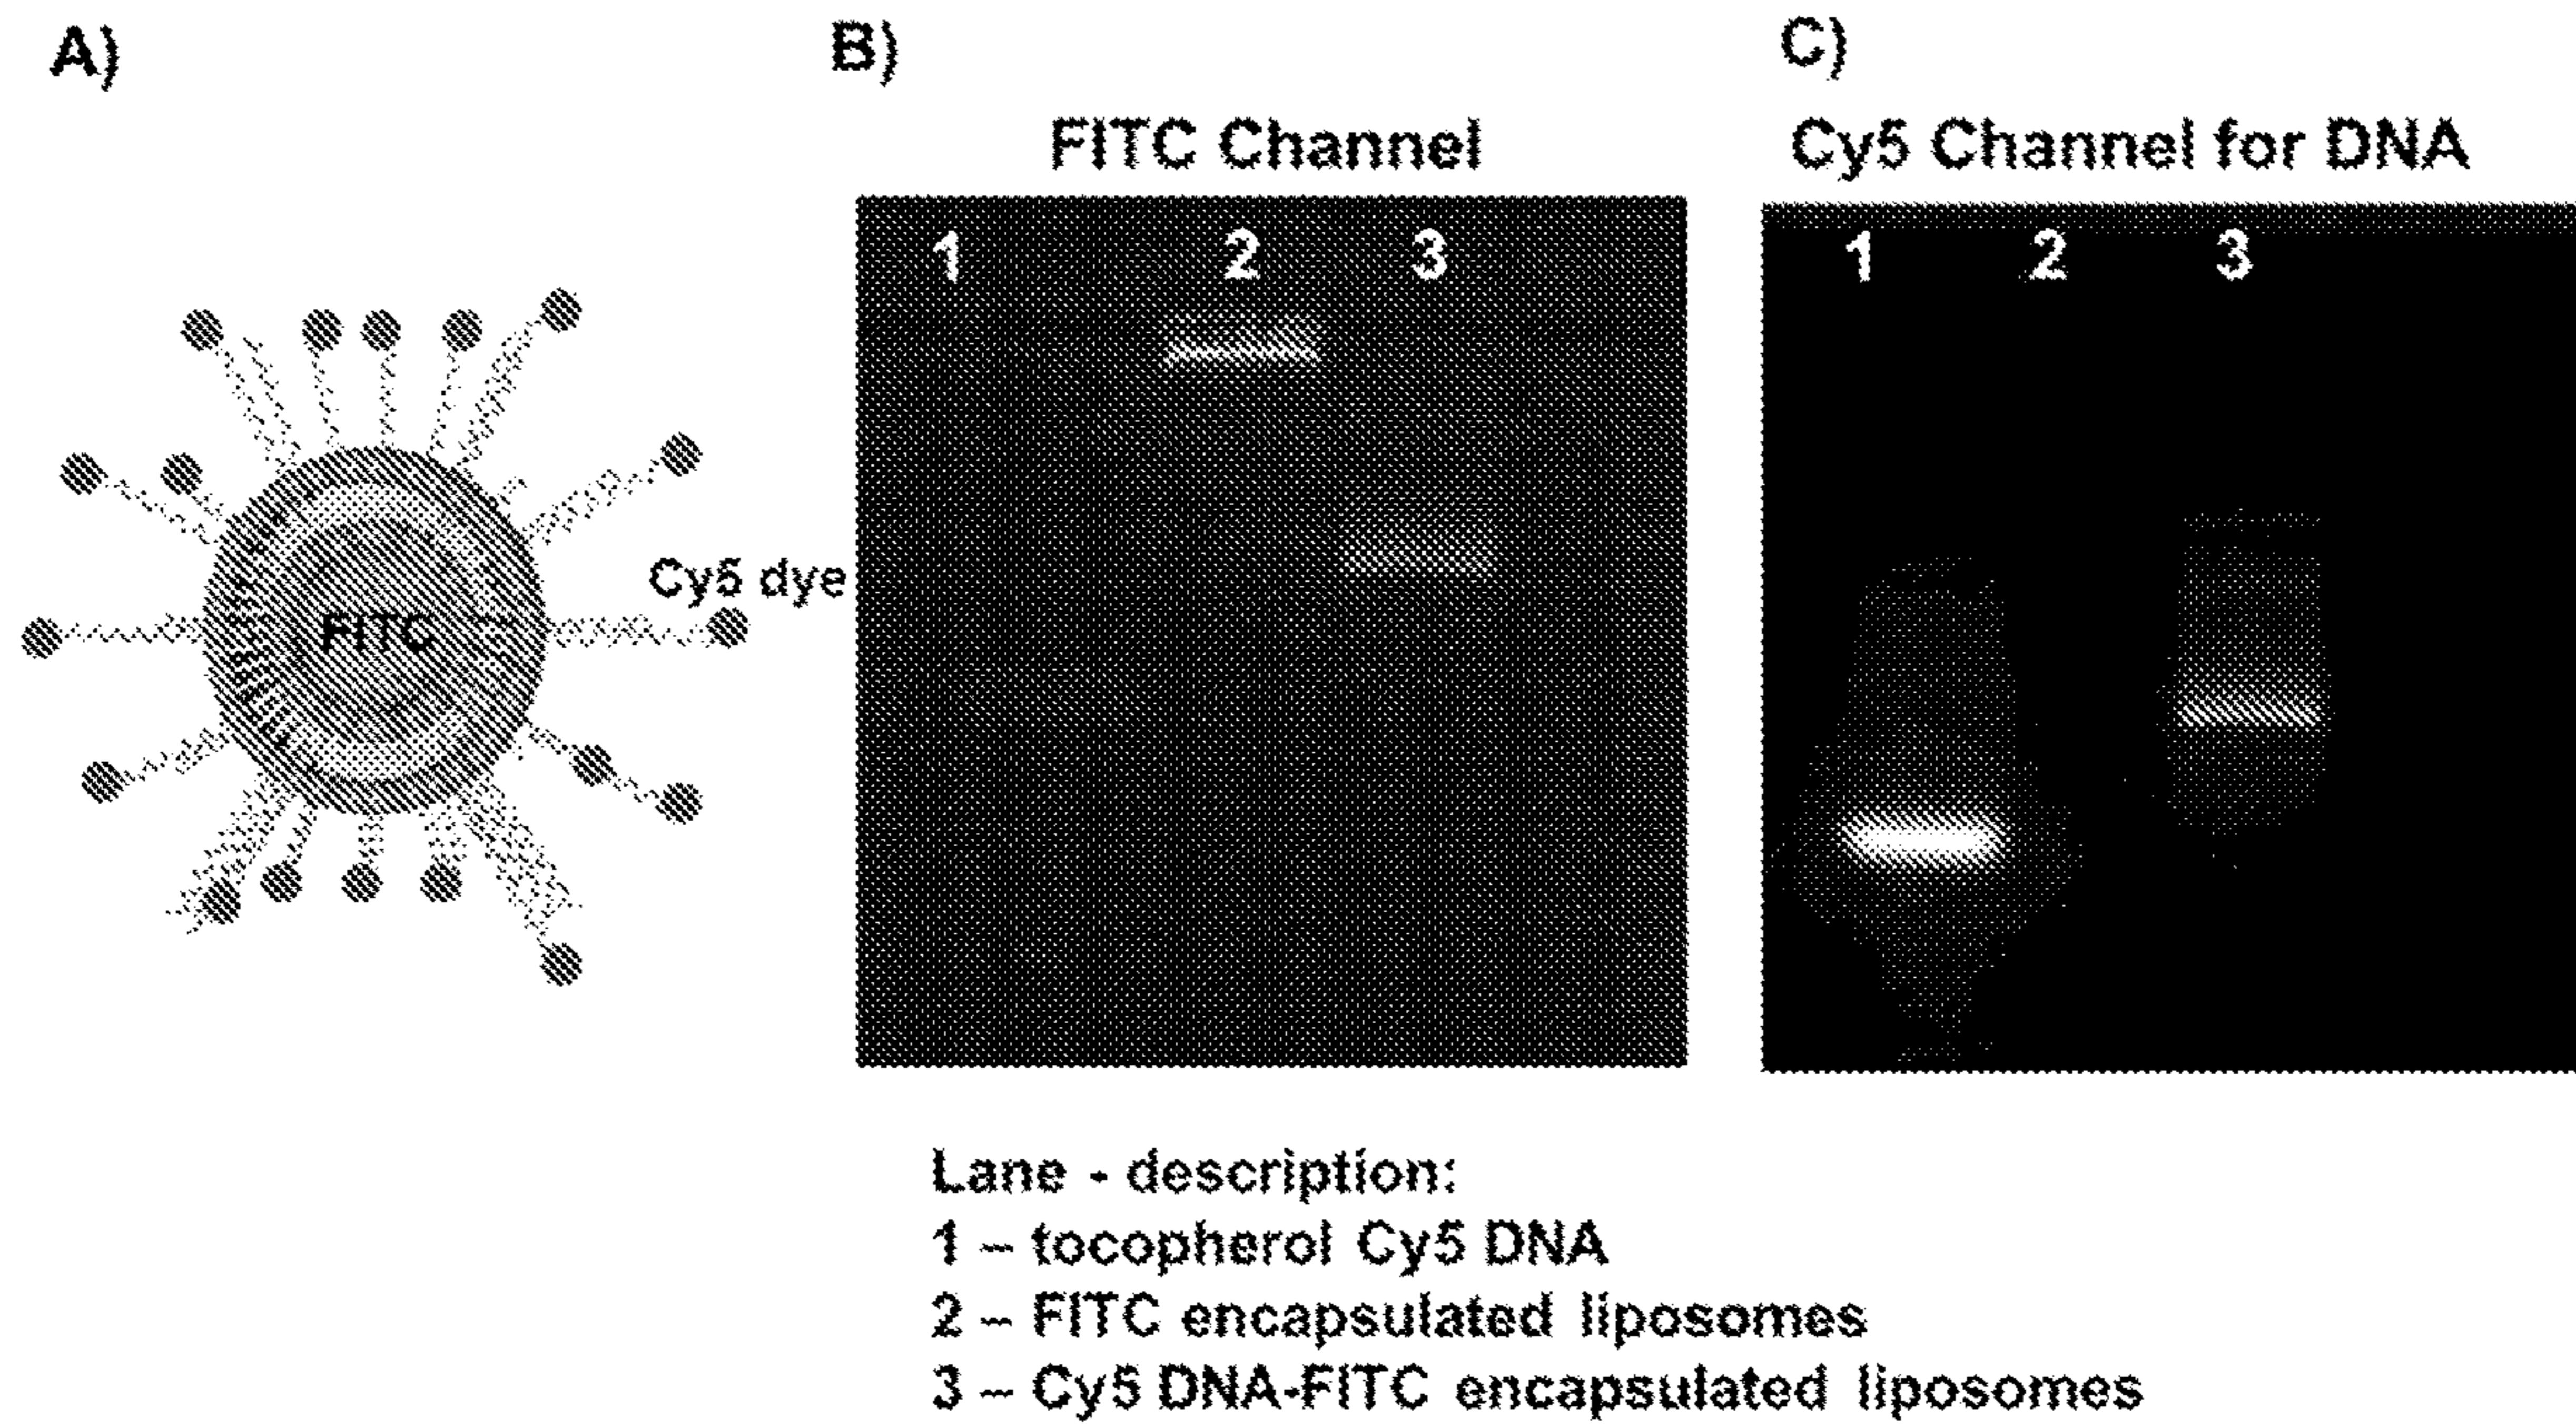 A)
FITC
Cy5 dye
B)
FITC Channel
1 2 3
C)
Cy5 Channel for DNA
1 2 3
Lane - description:
1 – tocopherol Cy5 DNA
2 – FITC encapsulated liposomes
3 – Cy5 DNA-FITC encapsulated liposomes